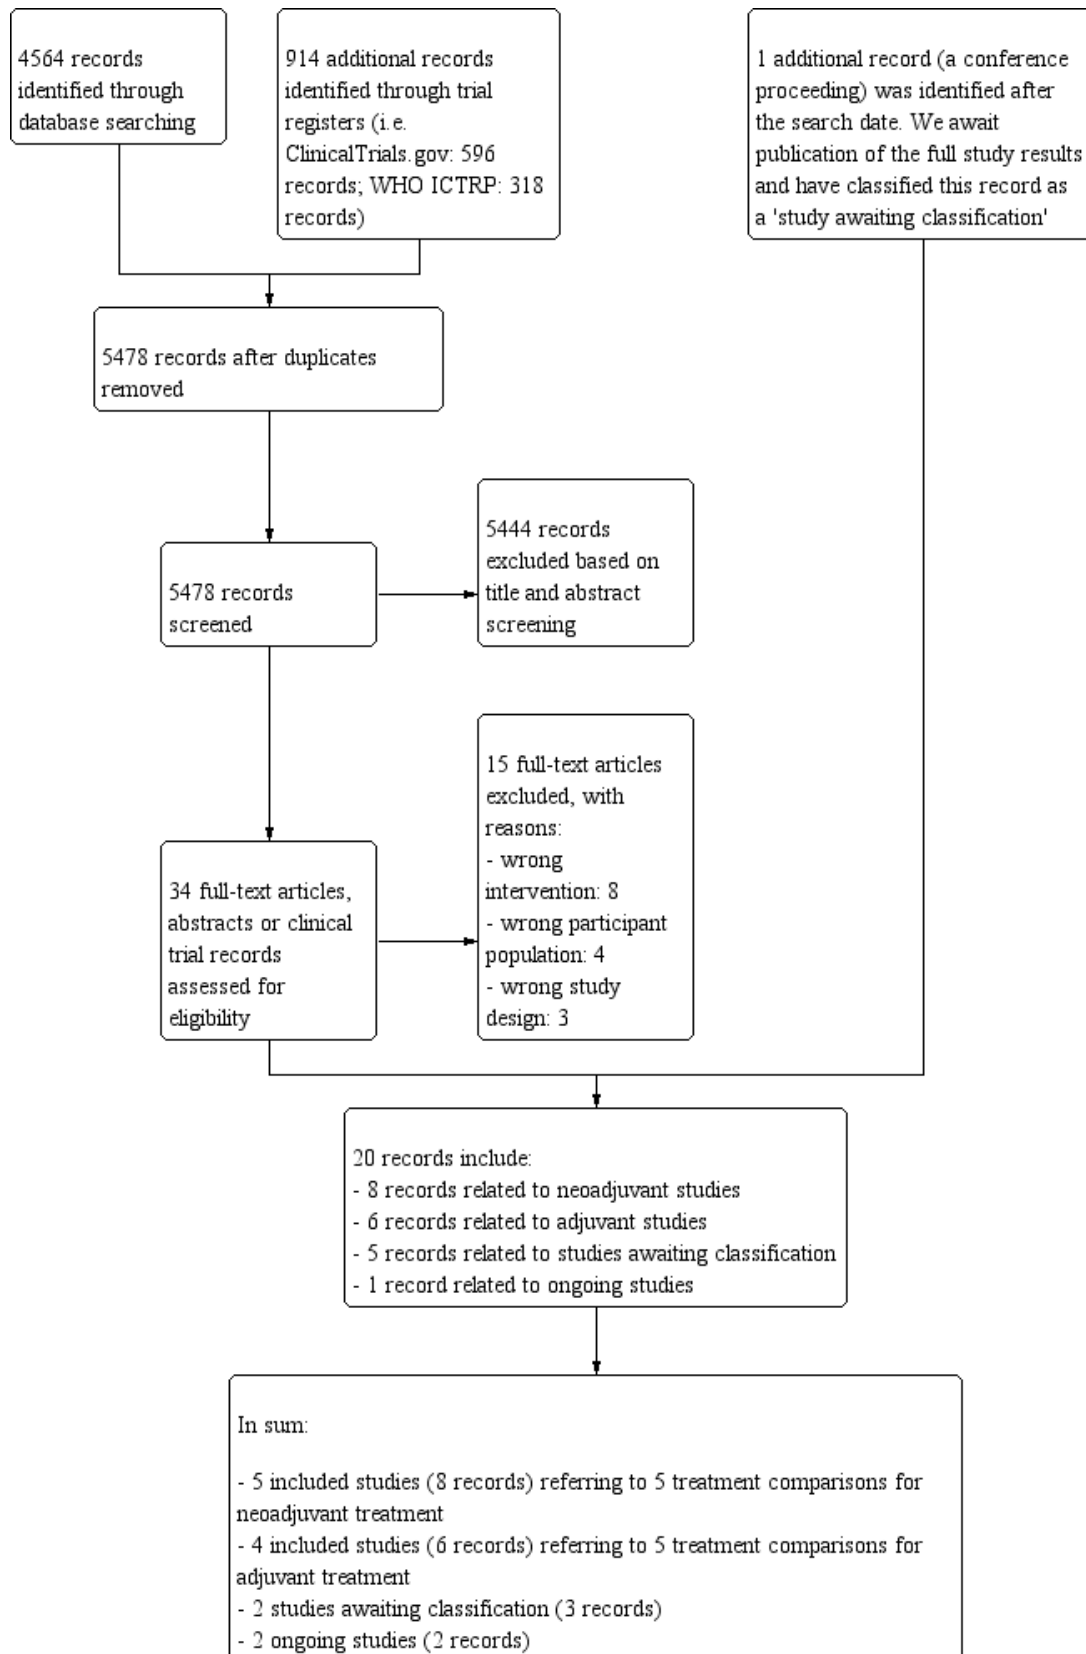 4564 records
identified through
database searching
914 additional records
identified through trial
registers (i.e.
ClinicalTrials.gov: 596
records; WHO ICTRP: 318
records)
1 additional record (a conference
proceeding) was identified after
the search date. We await
publication of the full study results
and have classified this record as
a 'study awaiting classification'
5478 records after duplicates
removed
5478 records
screened
5444 records
excluded based on
title and abstract
screening
34 full-text articles,
abstracts or clinical
trial records
assessed for
eligibility
15 full-text articles
excluded, with
reasons:
- wrong
intervention: 8
- wrong participant
population: 4
- wrong study
design: 3
20 records include:
- 8 records related to neoadjuvant studies
- 6 records related to adjuvant studies
- 5 records related to studies awaiting classification
- 1 record related to ongoing studies
In sum:
- 5 included studies (8 records) referring to 5 treatment comparisons for
neoadjuvant treatment
- 4 included studies (6 records) referring to 5 treatment comparisons for
adjuvant treatment
- 2 studies awaiting classification (3 records)
- 2 ongoing studies (2 records)